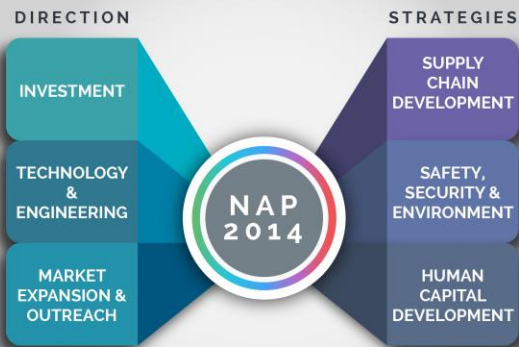 DIRECTION
INVESTMENT
TECHNOLOGY
&
ENGINEERING
MARKET
EXPANSION &
OUTREACH
NAP
2014
STRATEGIES
SUPPLY
CHAIN
DEVELOPMENT
SAFETY,
SECURITY &
ENVIRONMENT
HUMAN
CAPITAL
DEVELOPMENT